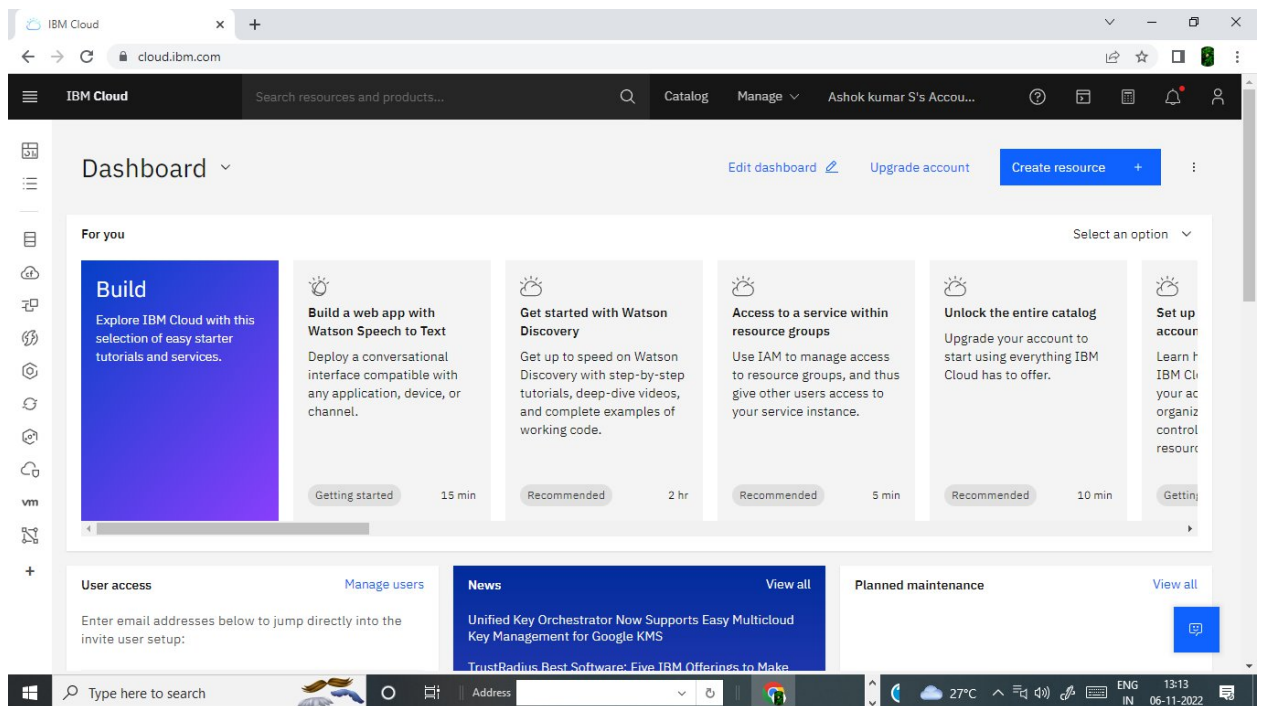 IBM Cloud
cloud.ibm.com
IBM Cloud
Search resources and products...
Catalog
Manage
Ashok kumar S's Accou...
Dashboard
Edit dashboard
Upgrade account
Create resource +
For you
Select an option
Build
Explore IBM Cloud with this
selection of easy starter
tutorials and services.
Build a web app with
Watson Speech to Text
Deploy a conversational
interface compatible with
any application, device, or
channel.
Getting started
15 min
Get started with Watson
Discovery
Get up to speed on Watson
Discovery with step-by-step
tutorials, deep-dive videos,
and complete examples of
working code.
Recommended
2 hr
Access to a service within
resource groups
Use IAM to manage access
to resource groups, and thus
give other users access to
your service instance.
Recommended
5 min
Unlock the entire catalog
Upgrade your account to
start using everything IBM
Cloud has to offer.
Recommended
10 min
Set up
accoun
Learn h
IBM Cl
your ac
organiz
control
resourc
Getting
vm
User access
Manage users
Enter email addresses below to jump directly into the
invite user setup:
News
View all
Unified Key Orchestrator Now Supports Easy Multicloud
Key Management for Google KMS
TrustRadius Best Software: Five IBM Offerings to Make
Planned maintenance
View all
Type here to search
Address
27°C
ENG
IN
13:13
06-11-2022